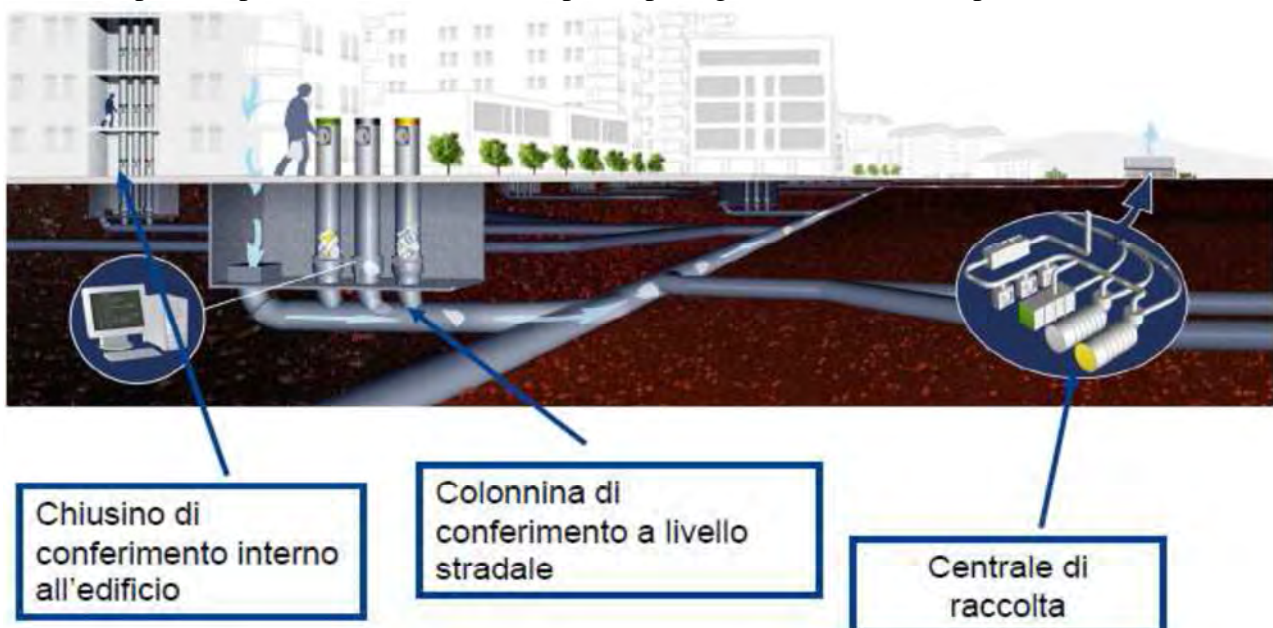 Chiusino di
conferimento interno
all'edificio
Colonnina di
conferimento a livello
stradale
Centrale di
raccolta